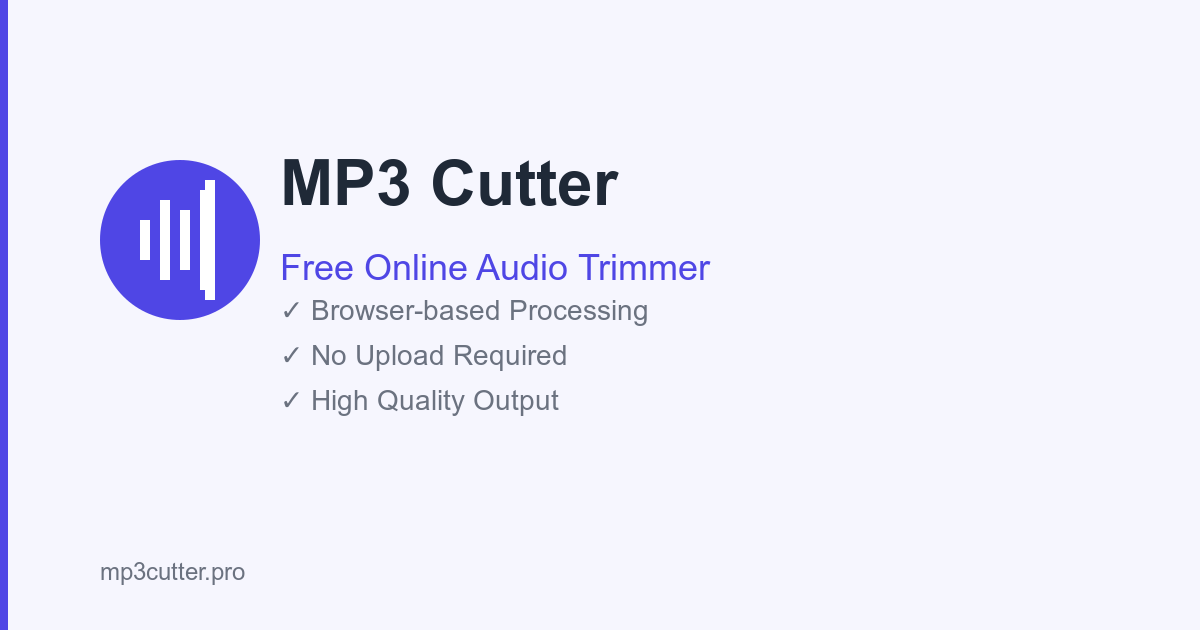 MP3 Cutter
Free Online Audio Trimmer
✓ Browser-based Processing
✓ No Upload Required
✓ High Quality Output
mp3cutter.pro